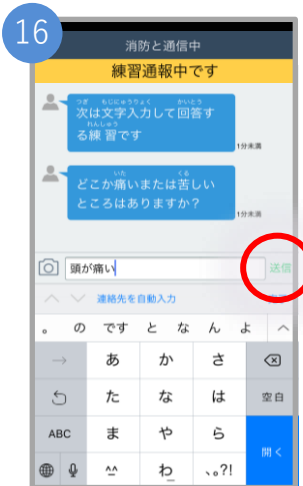 16
消防と通信中
練習通報中です
つぎ もじにゅうりょく かいとう
次は文字入力して回答す
れんしゅう
る練習です
1分未満
いた くる
どこか痛いまたは苦しい
ところはありますか？
1分未満
頭が痛い 送信
連絡先を自動入力
。 の です と な ん よ
→ あ か さ
た な は 空白
ABC ま や ら
^^ わ 、。?! 開く